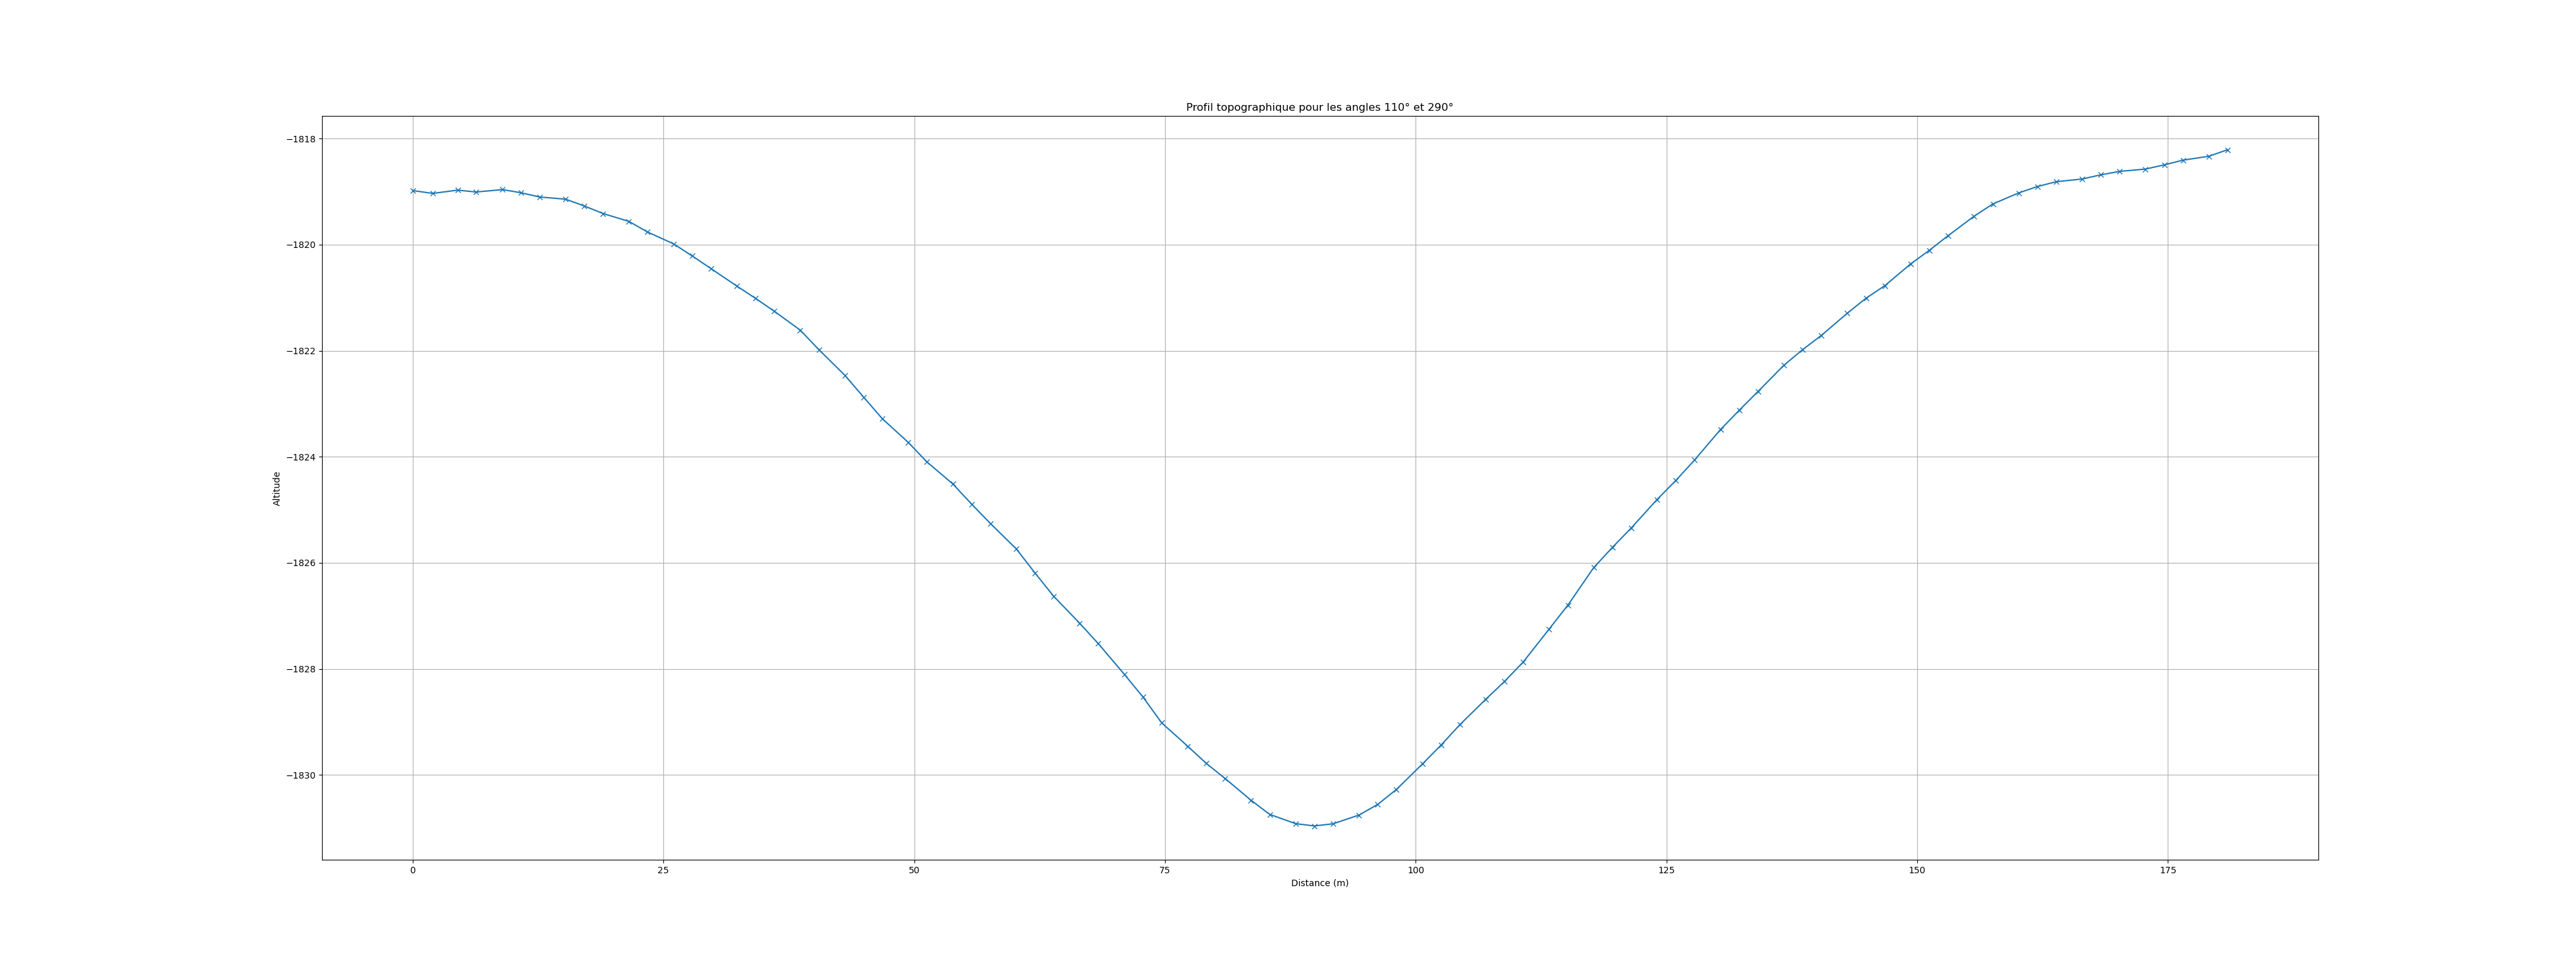 Profil topographique pour les angles 110° et 290°
−1818
−1820
−1822
−1824
−1826
−1828
−1830
Altitude
0 25 50 75 100 125 150 175
Distance (m)